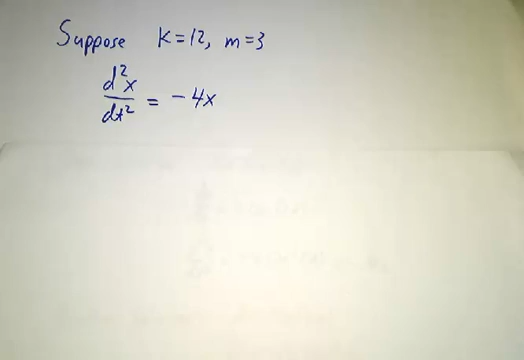 Suppose K=12, m=3
d²x/dt² = -4x